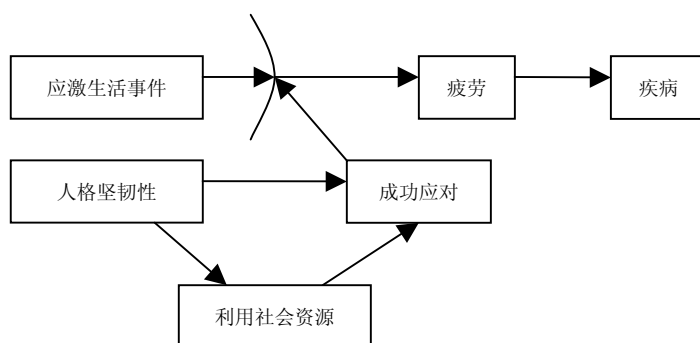 应激生活事件
疲劳
疾病
人格坚韧性
成功应对
利用社会资源